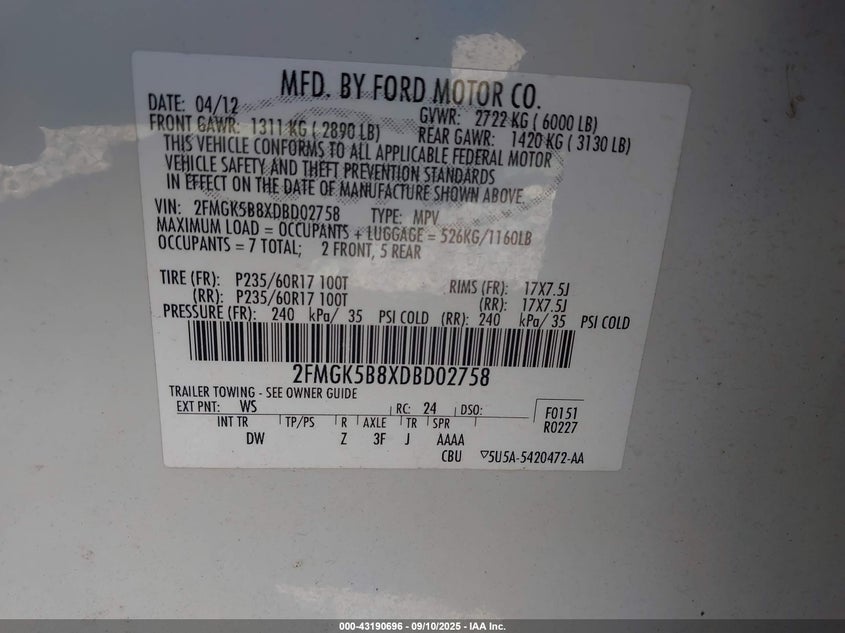 MFD. BY FORD MOTOR CO.
DATE: 04/12 GVWR: 2722 KG ( 6000 LB)
FRONT GAWR: 1311 KG ( 2890 LB) REAR GAWR: 1420 KG ( 3130 LB)
THIS VEHICLE CONFORMS TO ALL APPLICABLE FEDERAL MOTOR
VEHICLE SAFETY AND THEFT PREVENTION STANDARDS
IN EFFECT ON THE DATE OF MANUFACTURE SHOWN ABOVE.
VIN: 2FMGK5B8XDBD02758 TYPE: MPV
MAXIMUM LOAD = OCCUPANTS + LUGGAGE = 526KG/1160LB
OCCUPANTS = 7 TOTAL; 2 FRONT, 5 REAR
TIRE (FR): P235/60R17 100T RIMS (FR): 17X7.5J
(RR): P235/60R17 100T (RR): 17X7.5J
PRESSURE (FR): 240 kPa/ 35 PSI COLD (RR): 240 kPa/ 35 PSI COLD
2FMGK5B8XDBD02758
TRAILER TOWING - SEE OWNER GUIDE
EXT PNT: WS RC: 24 DSO: F0151
INT TR TP/PS R AXLE TR SPR R0227
DW Z 3F J AAAA
CBU ▽5U5A-5420472-AA
000-43190696 - 09/10/2025 - IAA Inc.